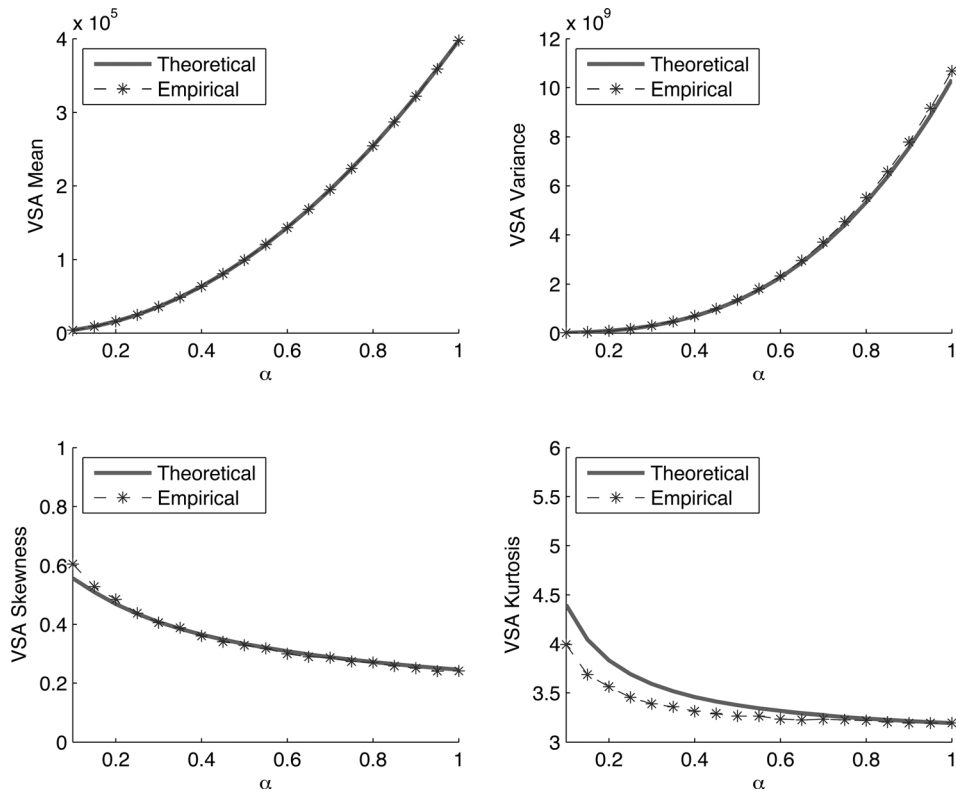 x 10^5
4
3
2
1
0
VSA Mean
0.2 0.4 0.6 0.8 1
α
Theoretical
Empirical
x 10^9
12
10
8
6
4
2
0
VSA Variance
0.2 0.4 0.6 0.8 1
α
Theoretical
Empirical
1
0.8
0.6
0.4
0.2
0
VSA Skewness
0.2 0.4 0.6 0.8 1
α
Theoretical
Empirical
6
5.5
5
4.5
4
3.5
3
VSA Kurtosis
0.2 0.4 0.6 0.8 1
α
Theoretical
Empirical